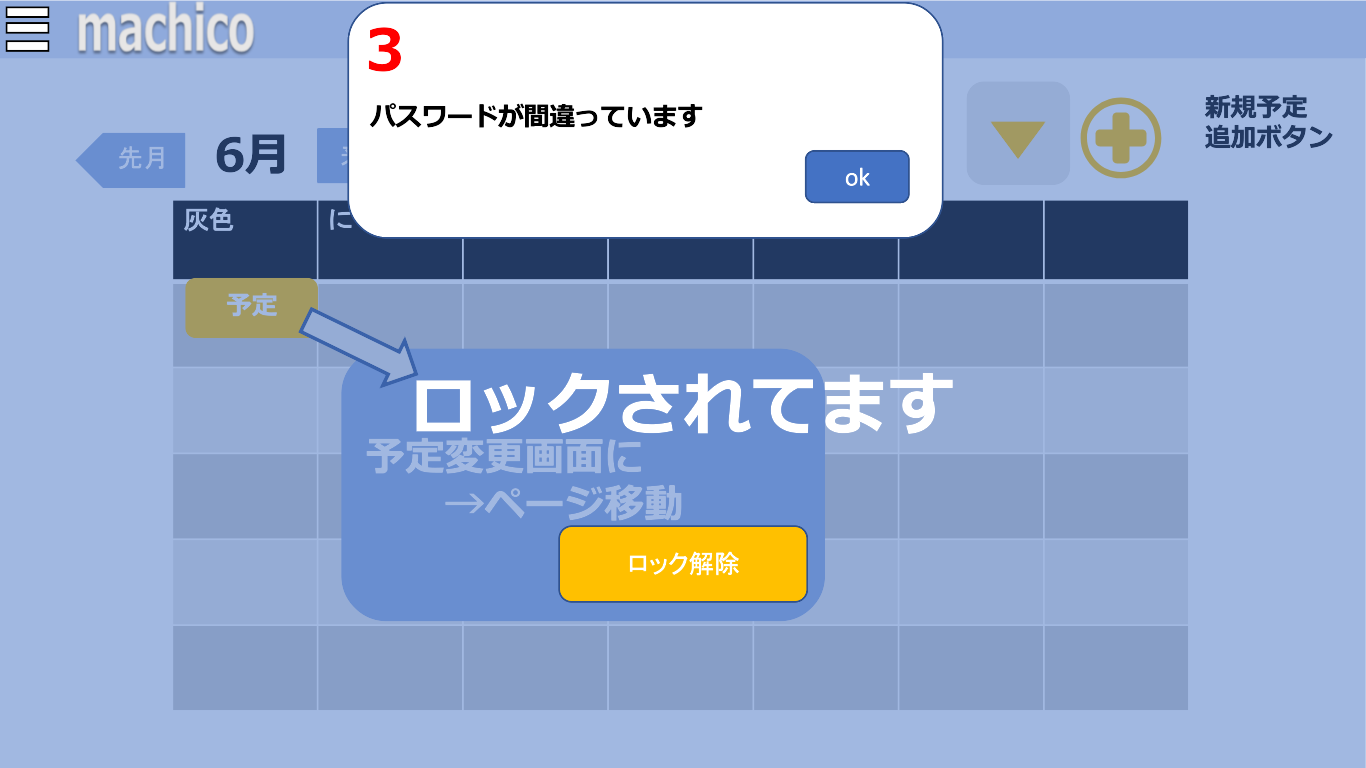 machico
3
パスワードが間違っています
ok
新規予定
追加ボタン
先月
6月
灰色
に
予定
ロックされてます
予定変更画面に
→ページ移動
ロック解除